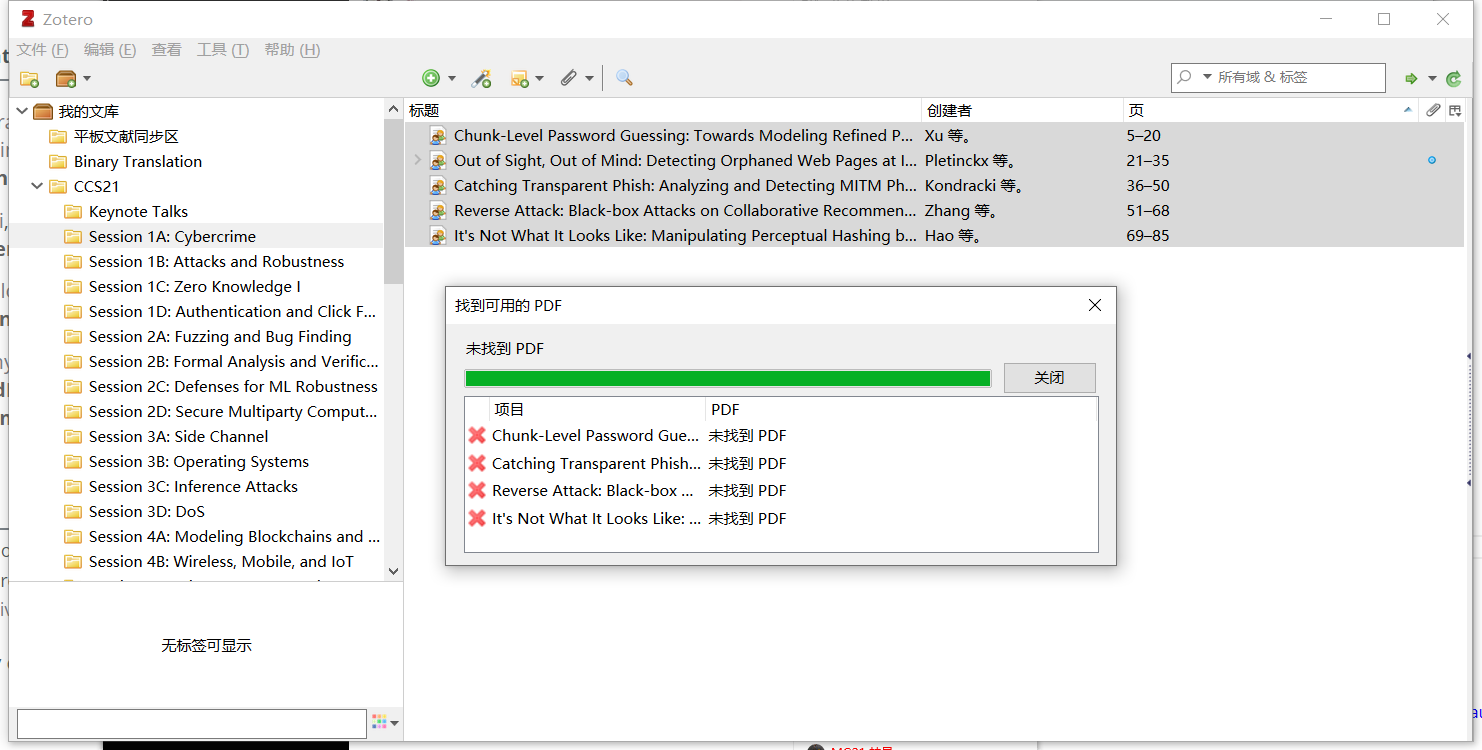 Zotero
文件 (F) 编辑 (E) 查看 工具 (T) 帮助 (H)
所有域 & 标签
我的文库
平板文献同步区
Binary Translation
CCS21
Keynote Talks
Session 1A: Cybercrime
Session 1B: Attacks and Robustness
Session 1C: Zero Knowledge I
Session 1D: Authentication and Click F...
Session 2A: Fuzzing and Bug Finding
Session 2B: Formal Analysis and Verific...
Session 2C: Defenses for ML Robustness
Session 2D: Secure Multiparty Comput...
Session 3A: Side Channel
Session 3B: Operating Systems
Session 3C: Inference Attacks
Session 3D: DoS
Session 4A: Modeling Blockchains and ...
Session 4B: Wireless, Mobile, and IoT
无标签可显示
标题 创建者 页
Chunk-Level Password Guessing: Towards Modeling Refined P... Xu 等。 5–20
Out of Sight, Out of Mind: Detecting Orphaned Web Pages at I... Pletinckx 等。 21–35
Catching Transparent Phish: Analyzing and Detecting MITM Ph... Kondracki 等。 36–50
Reverse Attack: Black-box Attacks on Collaborative Recommen... Zhang 等。 51–68
It's Not What It Looks Like: Manipulating Perceptual Hashing b... Hao 等。 69–85
找到可用的 PDF
未找到 PDF
关闭
项目 PDF
Chunk-Level Password Gue... 未找到 PDF
Catching Transparent Phish... 未找到 PDF
Reverse Attack: Black-box ... 未找到 PDF
It's Not What It Looks Like: ... 未找到 PDF